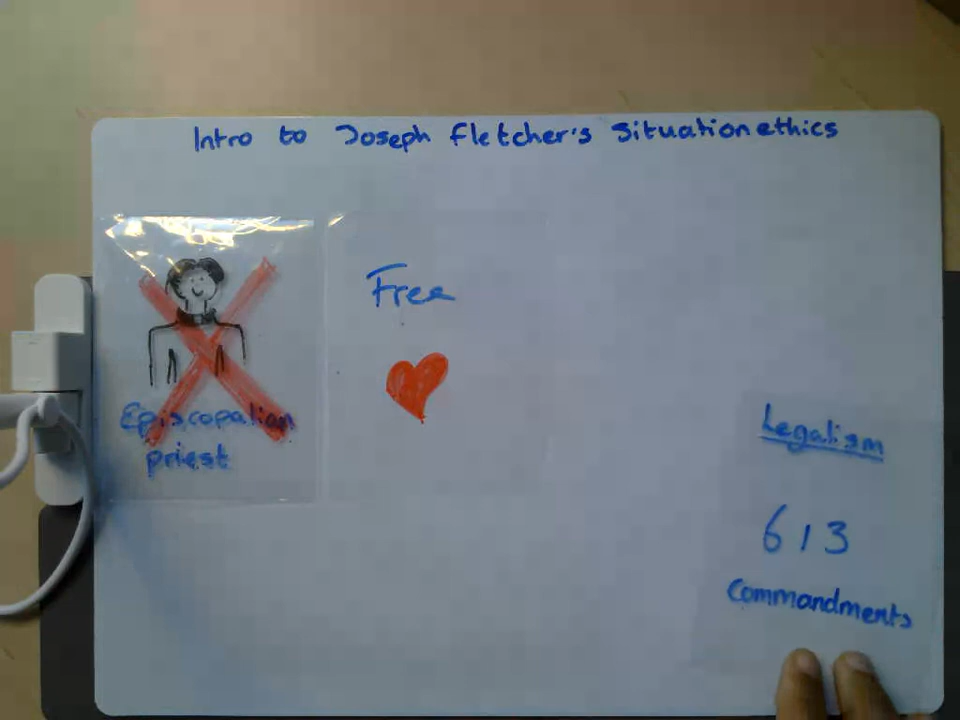 Intro to Joseph Fletcher's Situation ethics
Episcopalian
priest
Free
Legalism
613
Commandments